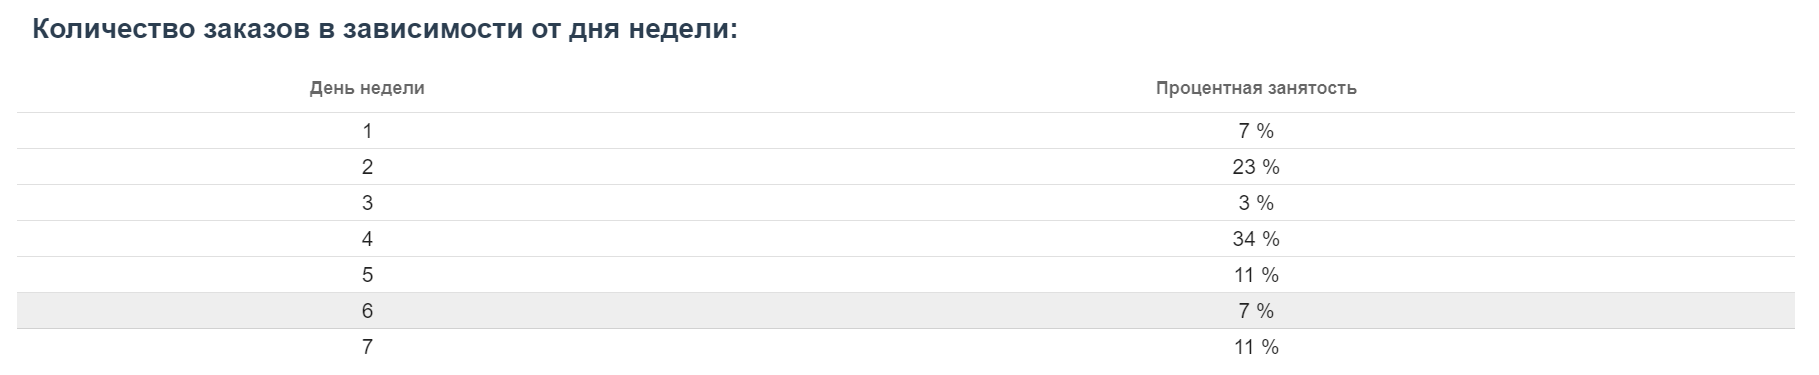 Количество заказов в зависимости от дня недели:
День недели Процентная занятость
1 7 %
2 23 %
3 3 %
4 34 %
5 11 %
6 7 %
7 11 %